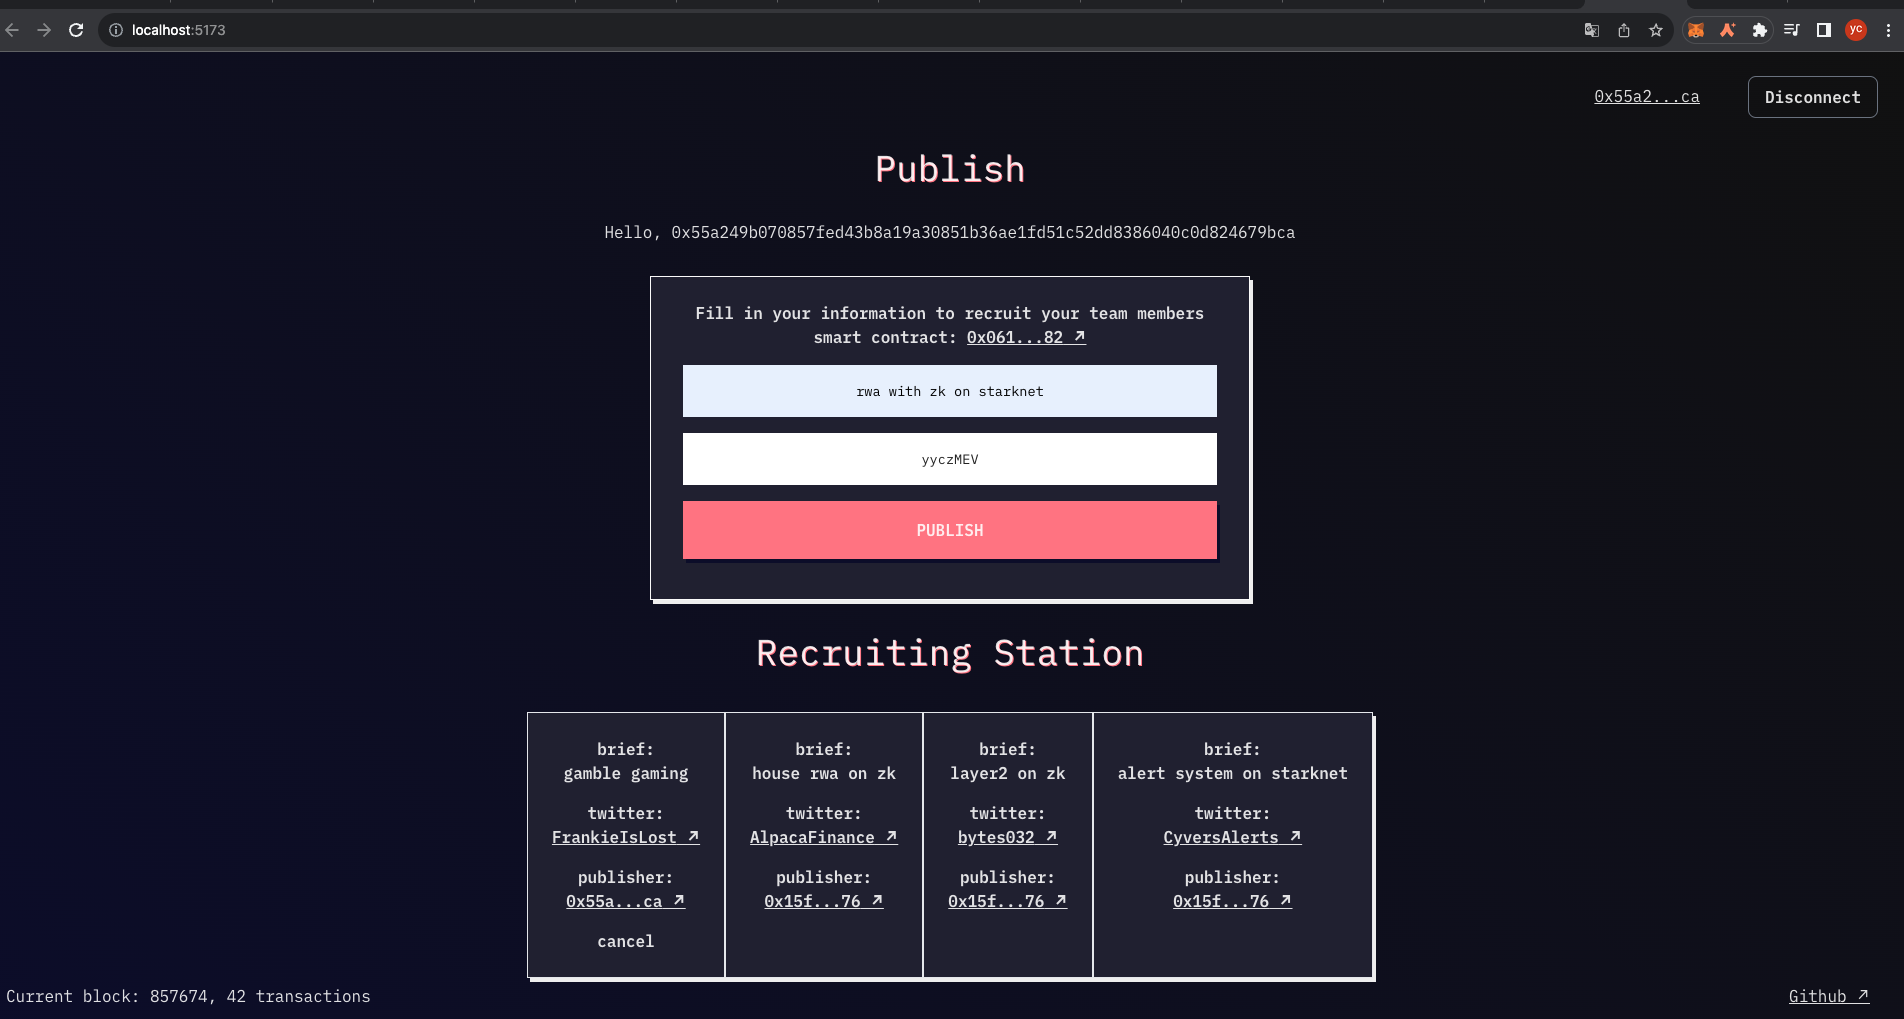 localhost:5173
yc
0x55a2...ca
Disconnect
Publish
Hello, 0x55a249b070857fed43b8a19a30851b36ae1fd51c52dd8386040c0d824679bca
Fill in your information to recruit your team members
smart contract: 0x061...82 ↗
rwa with zk on starknet
yyczMEV
PUBLISH
Recruiting Station
brief:
gamble gaming
twitter:
FrankieIsLost ↗
publisher:
0x55a...ca ↗
cancel
brief:
house rwa on zk
twitter:
AlpacaFinance ↗
publisher:
0x15f...76 ↗
brief:
layer2 on zk
twitter:
bytes032 ↗
publisher:
0x15f...76 ↗
brief:
alert system on starknet
twitter:
CyversAlerts ↗
publisher:
0x15f...76 ↗
Current block: 857674, 42 transactions
Github ↗